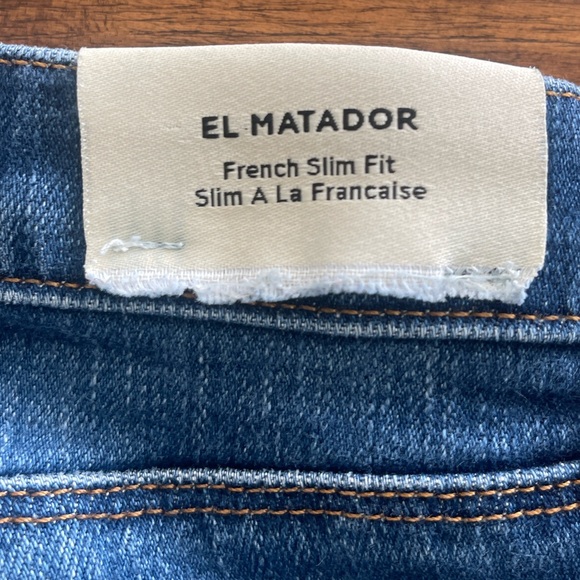 EL MATADOR
French Slim Fit
Slim A La Francaise